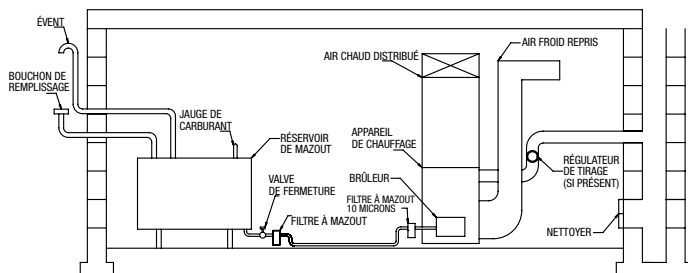 ÉVENT
BOUCHON DE
REMPLISSAGE
JAUGE DE
CARBURANT
RÉSERVOIR
DE MAZOUT
VALVE
DE FERMETURE
FILTRE À MAZOUT
AIR CHAUD DISTRIBUÉ
AIR FROID REPRIS
APPAREIL
DE CHAUFFAGE
BRÛLEUR
FILTRE À MAZOUT
10 MICRONS
RÉGULATEUR
DE TIRAGE
(SI PRÉSENT)
NETTOYER